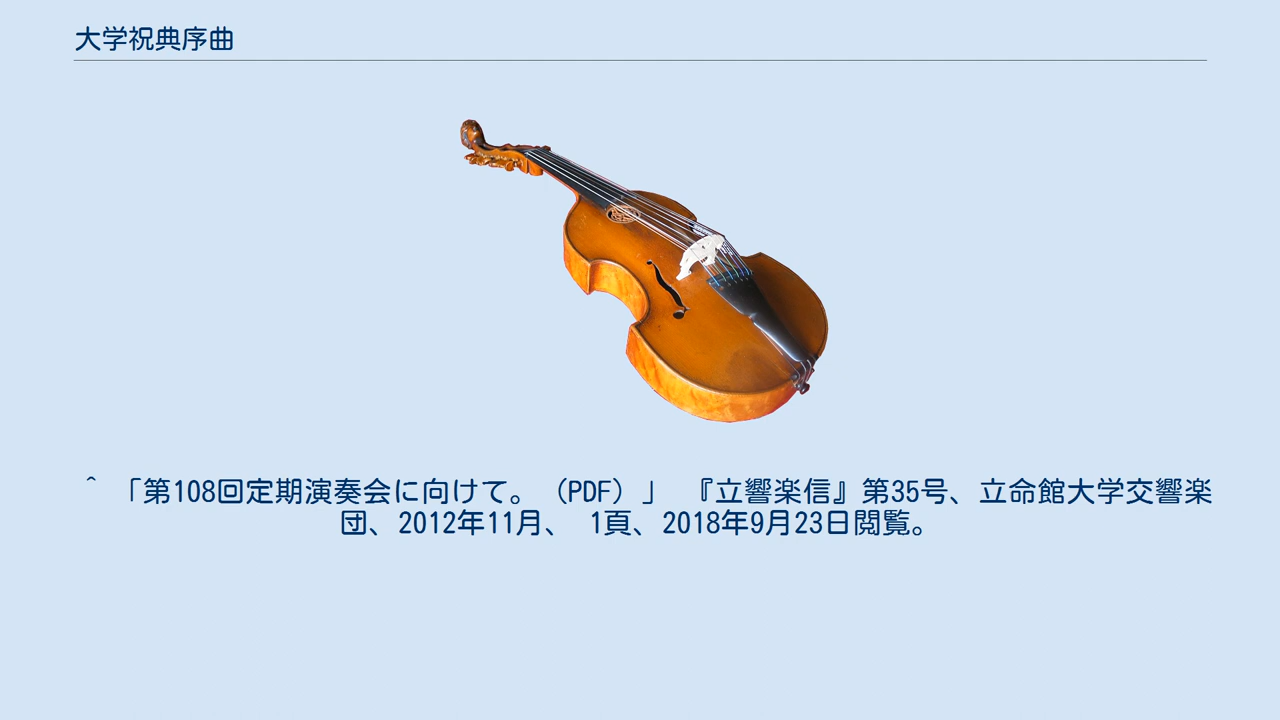 大学祝典序曲
^ 「第108回定期演奏会に向けて。（PDF）」 『立響楽信』第35号、立命館大学交響楽
団、2012年11月、 1頁、2018年9月23日閲覧。